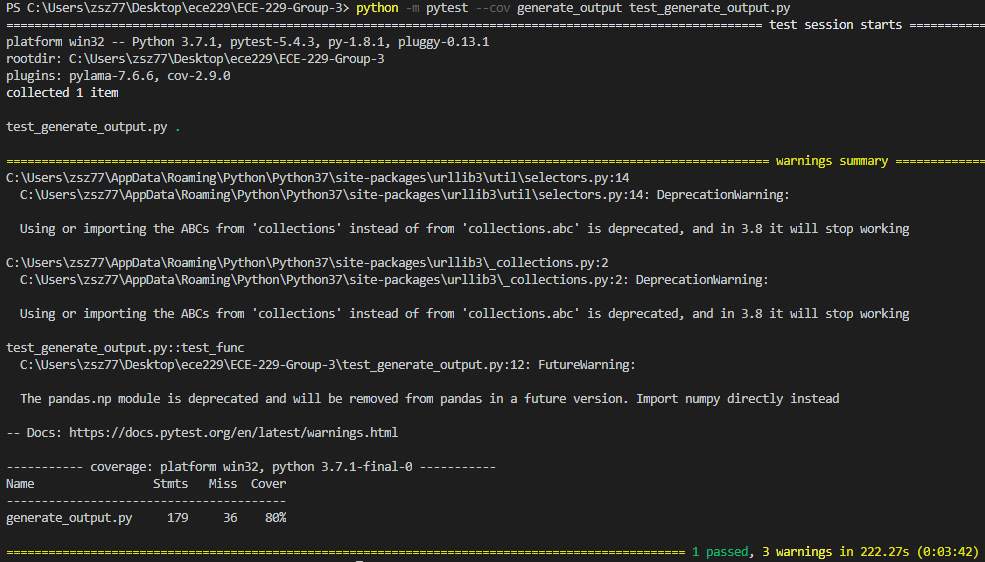 PS C:\Users\zsz77\Desktop\ece229\ECE-229-Group-3> python -m pytest --cov generate_output test_generate_output.py
============================================================================================================ test session starts ===========
platform win32 -- Python 3.7.1, pytest-5.4.3, py-1.8.1, pluggy-0.13.1
rootdir: C:\Users\zsz77\Desktop\ece229\ECE-229-Group-3
plugins: pylama-7.6.6, cov-2.9.0
collected 1 item
test_generate_output.py .
============================================================================================================= warnings summary =============
C:\Users\zsz77\AppData\Roaming\Python\Python37\site-packages\urllib3\util\selectors.py:14
C:\Users\zsz77\AppData\Roaming\Python\Python37\site-packages\urllib3\util\selectors.py:14: DeprecationWarning:
Using or importing the ABCs from 'collections' instead of from 'collections.abc' is deprecated, and in 3.8 it will stop working
C:\Users\zsz77\AppData\Roaming\Python\Python37\site-packages\urllib3\_collections.py:2
C:\Users\zsz77\AppData\Roaming\Python\Python37\site-packages\urllib3\_collections.py:2: DeprecationWarning:
Using or importing the ABCs from 'collections' instead of from 'collections.abc' is deprecated, and in 3.8 it will stop working
test_generate_output.py::test_func
C:\Users\zsz77\Desktop\ece229\ECE-229-Group-3\test_generate_output.py:12: FutureWarning:
The pandas.np module is deprecated and will be removed from pandas in a future version. Import numpy directly instead
-- Docs: https://docs.pytest.org/en/latest/warnings.html
----------- coverage: platform win32, python 3.7.1-final-0 -----------
Name                 Stmts   Miss  Cover
----------------------------------------
generate_output.py     179     36    80%
================================================================================================= 1 passed, 3 warnings in 222.27s (0:03:42)